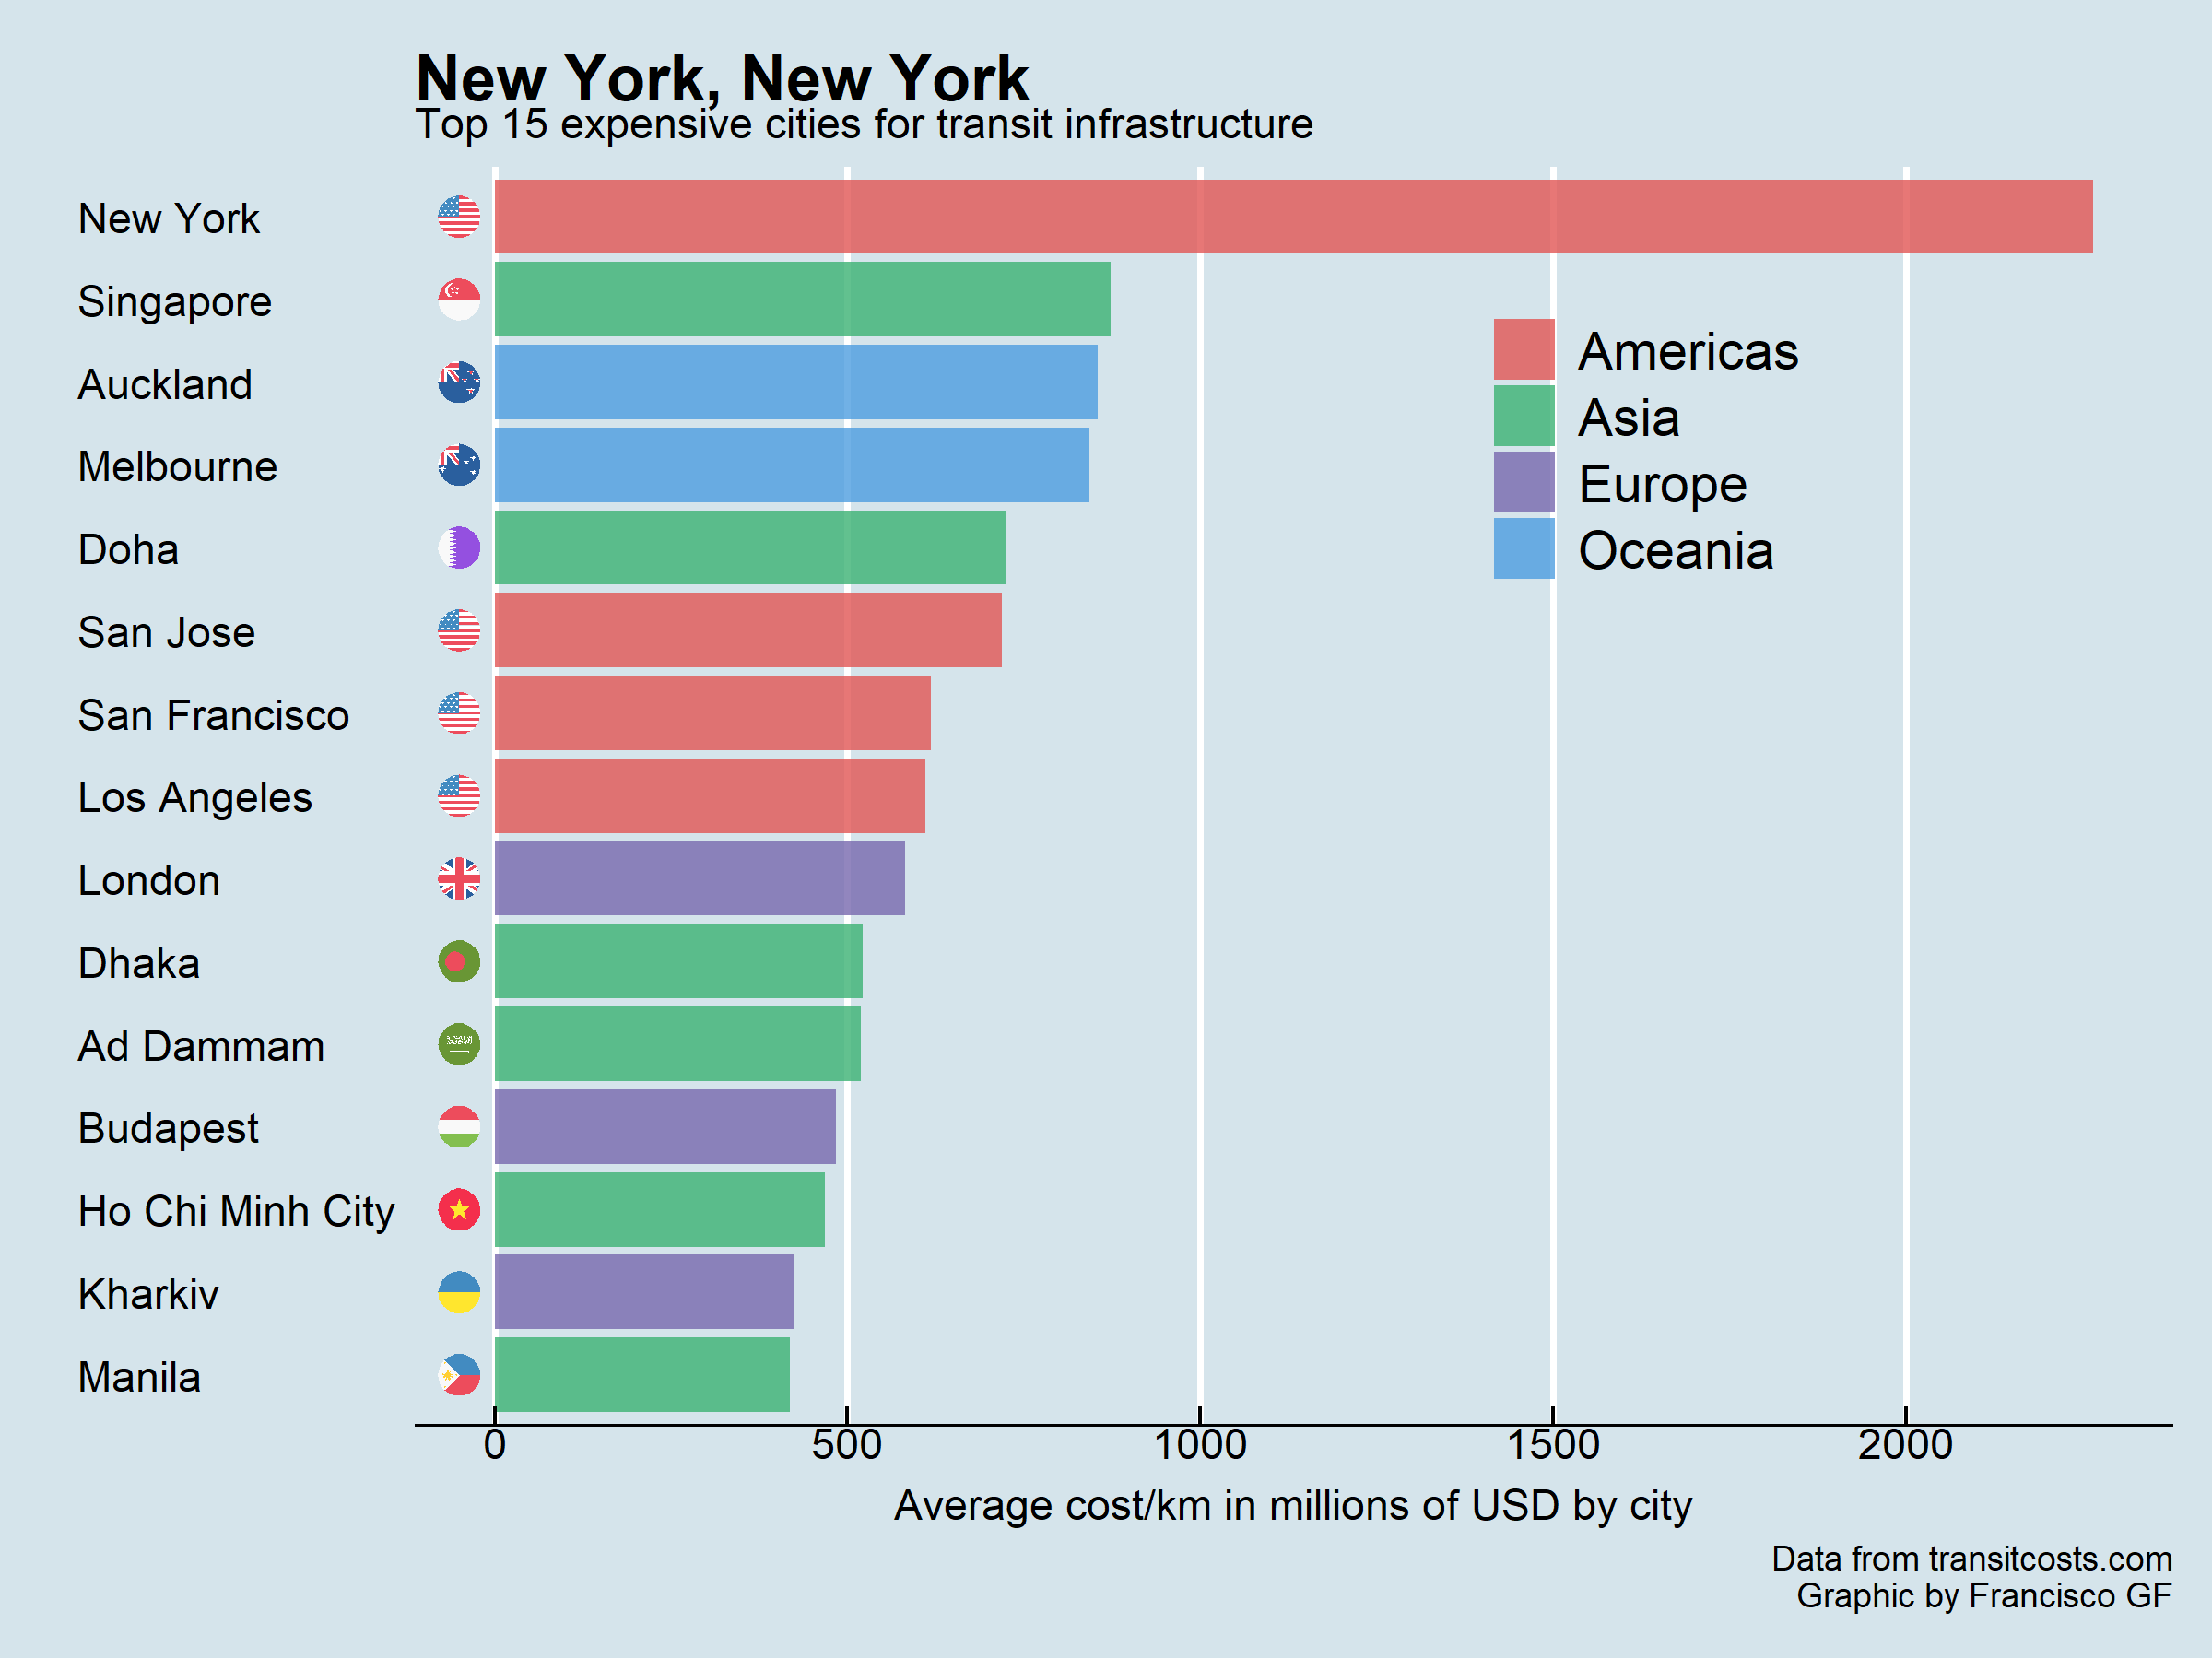 New York, New York
Top 15 expensive cities for transit infrastructure
New York
Singapore
Auckland
Melbourne
Doha
San Jose
San Francisco
Los Angeles
London
Dhaka
Ad Dammam
Budapest
Ho Chi Minh City
Kharkiv
Manila
Americas
Asia
Europe
Oceania
0 500 1000 1500 2000
Average cost/km in millions of USD by city
Data from transitcosts.com
Graphic by Francisco GF